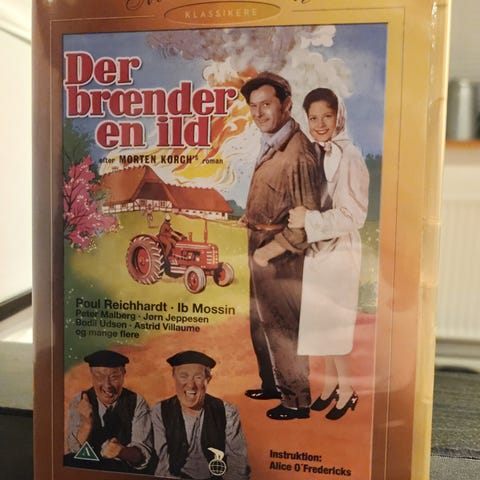 KLASSIKERE
Der
brænder
en ild
efter MORTEN KORCH's roman
Poul Reichhardt · Ib Mossin
Peter Malberg · Jørn Jeppesen
Bodil Udsen · Astrid Villaume
og mange flere
A
Instruktion:
Alice O´Fredericks